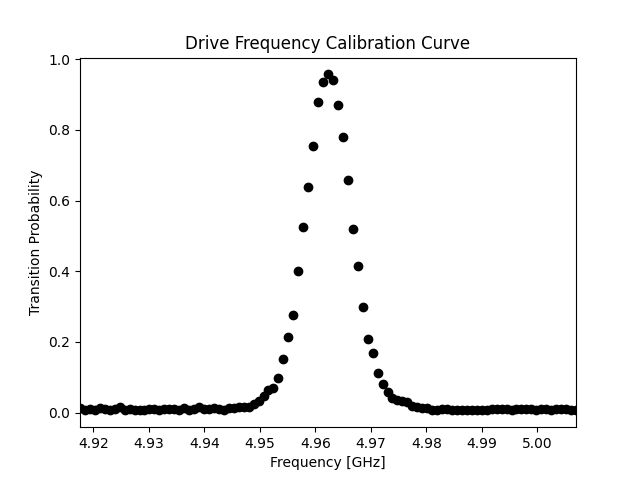 Drive Frequency Calibration Curve
Transition Probability
1.0
0.8
0.6
0.4
0.2
0.0
4.92 4.93 4.94 4.95 4.96 4.97 4.98 4.99 5.00
Frequency [GHz]